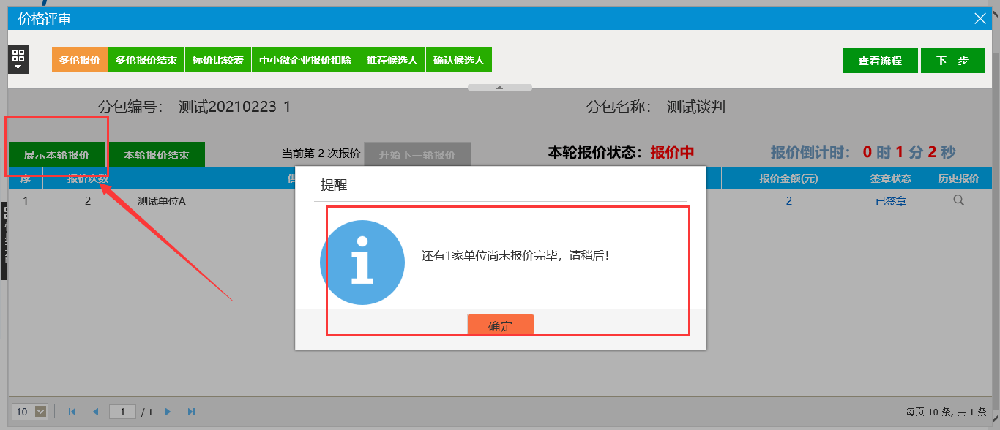 价格评审
多伦报价 多伦报价结束 标价比较表 中小微企业报价扣除 推荐候选人 确认候选人 查看流程 下一步
分包编号： 测试20210223-1 分包名称： 测试谈判
展示本轮报价 本轮报价结束 当前第 2 次报价 开始下一轮报价 本轮报价状态：报价中 报价倒计时： 0 时 1 分 2 秒
序 报价次数 供 报价金额(元) 签章状态 历史报价
1 2 测试单位A 2 已签章
提醒
还有1家单位尚未报价完毕，请稍后！
确定
10 1 / 1 每页 10 条, 共 1 条